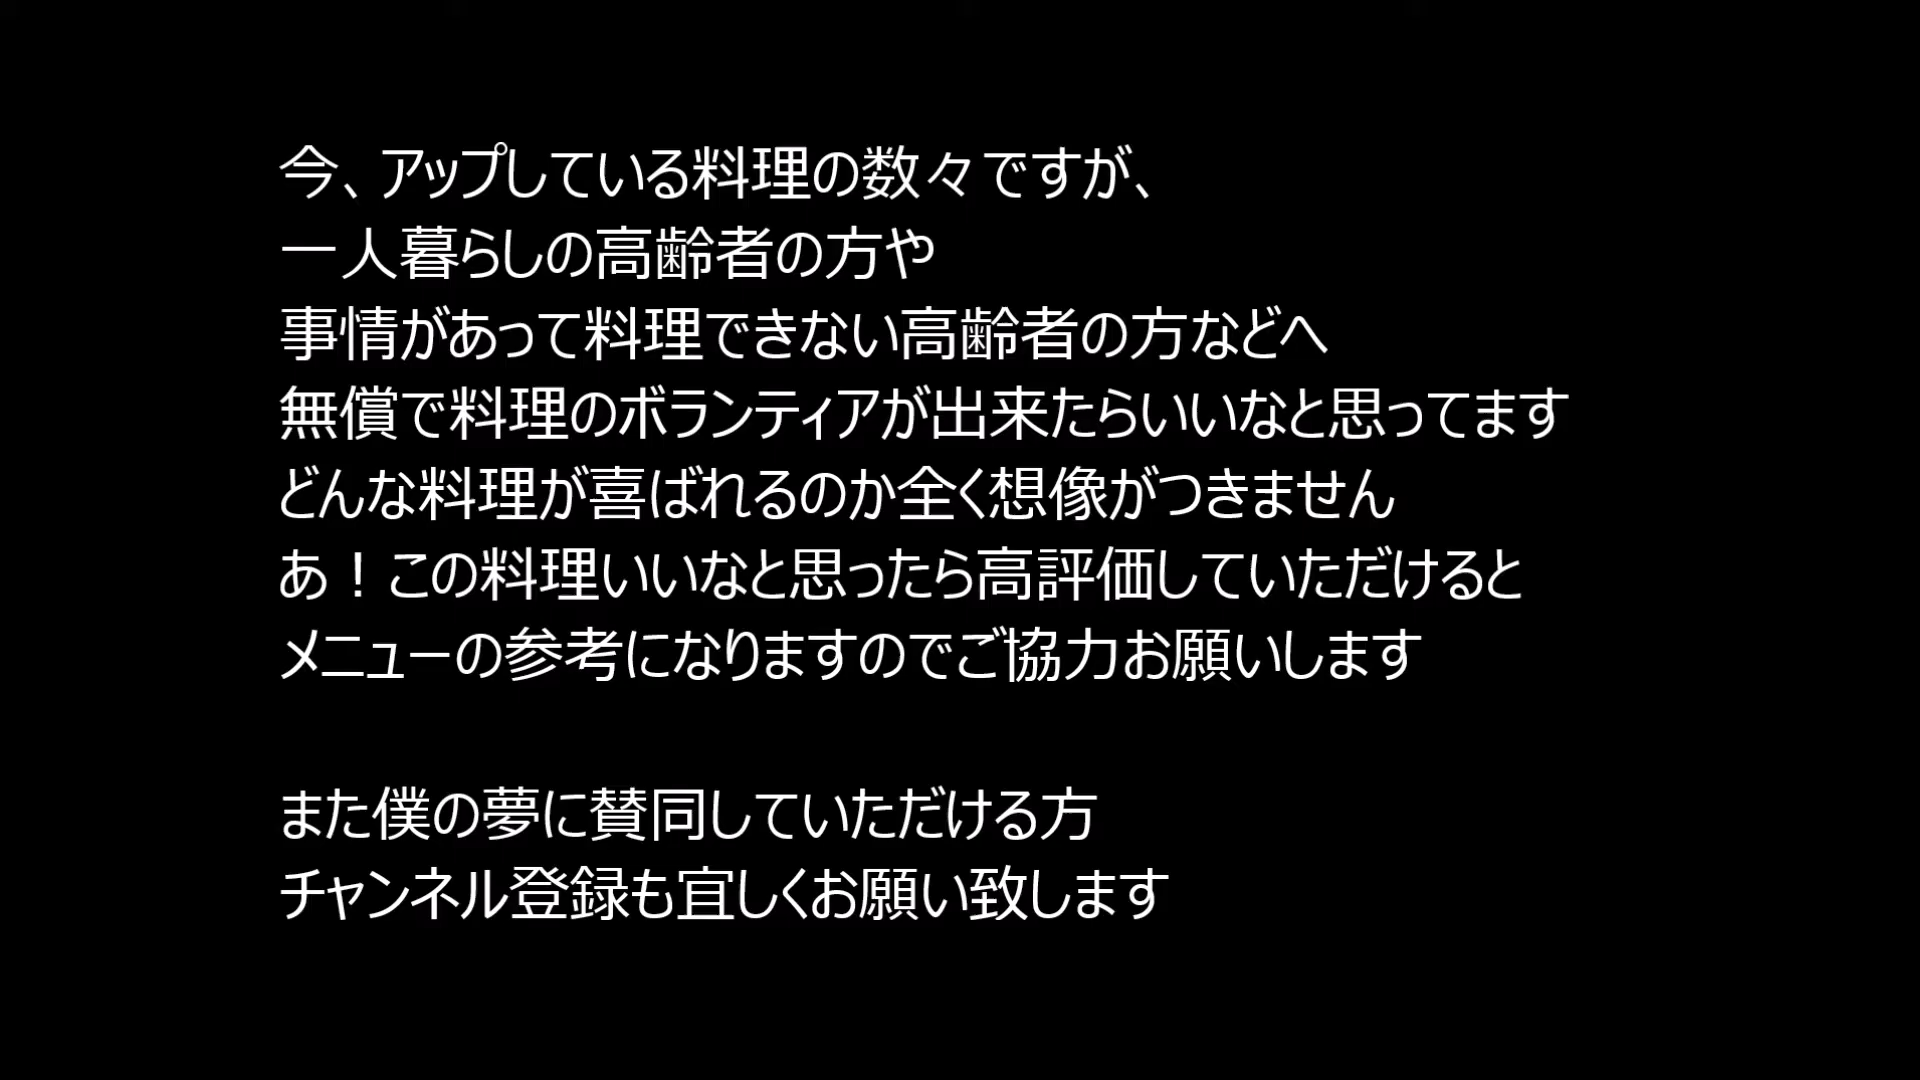 今、アップしている料理の数々ですが、
一人暮らしの高齢者の方や
事情があって料理できない高齢者の方などへ
無償で料理のボランティアが出来たらいいなと思ってます
どんな料理が喜ばれるのか全く想像がつきません
あ！この料理いいなと思ったら高評価していただけると
メニューの参考になりますのでご協力お願いします
また僕の夢に賛同していただける方
チャンネル登録も宜しくお願い致します